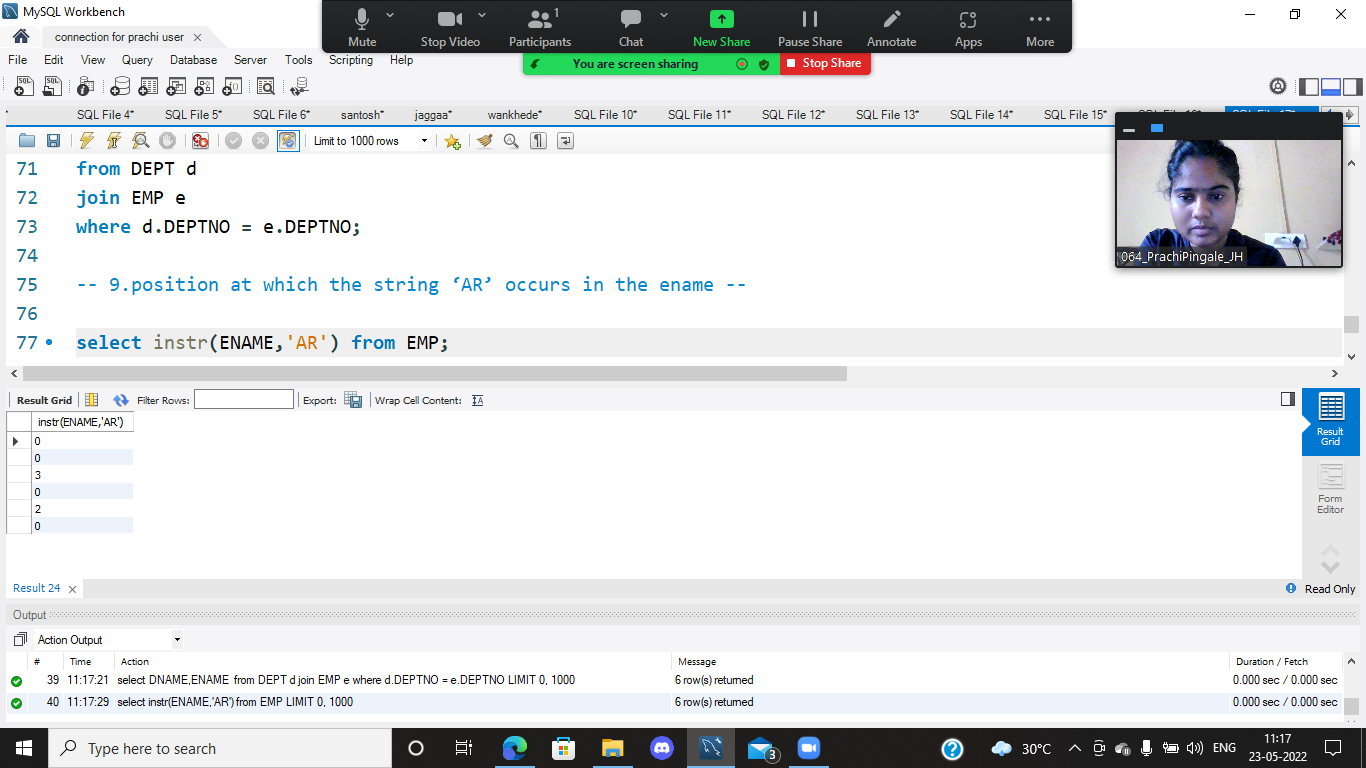 MySQL Workbench
connection for prachi user
Mute
Stop Video
Participants
1
Chat
New Share
Pause Share
Annotate
Apps
More
You are screen sharing
Stop Share
File Edit View Query Database Server Tools Scripting Help
SQL File 4* SQL File 5* SQL File 6* santosh* jaggaa* wankhede* SQL File 10* SQL File 11* SQL File 12* SQL File 13* SQL File 14* SQL File 15*
Limit to 1000 rows
71 from DEPT d
72 join EMP e
73 where d.DEPTNO = e.DEPTNO;
74
75 -- 9.position at which the string ‘AR’ occurs in the ename --
76
77 select instr(ENAME,'AR') from EMP;
064_PrachiPingale_JH
Result Grid Filter Rows: Export: Wrap Cell Content:
instr(ENAME,'AR')
0
0
3
0
2
0
Result Grid
Form Editor
Result 24
Read Only
Output
Action Output
# Time Action Message Duration / Fetch
39 11:17:21 select DNAME,ENAME from DEPT d join EMP e where d.DEPTNO = e.DEPTNO LIMIT 0, 1000 6 row(s) returned 0.000 sec / 0.000 sec
40 11:17:29 select instr(ENAME,'AR') from EMP LIMIT 0, 1000 6 row(s) returned 0.000 sec / 0.000 sec
Type here to search
3
30°C
ENG
11:17
23-05-2022